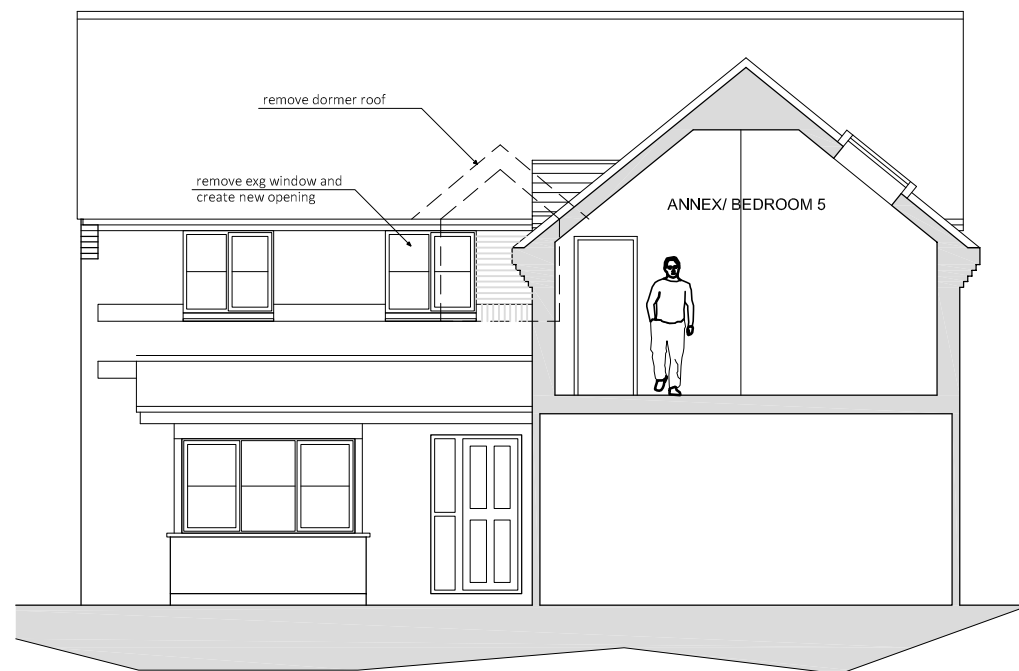 remove dormer roof
remove exg window and
create new opening
ANNEX/ BEDROOM 5